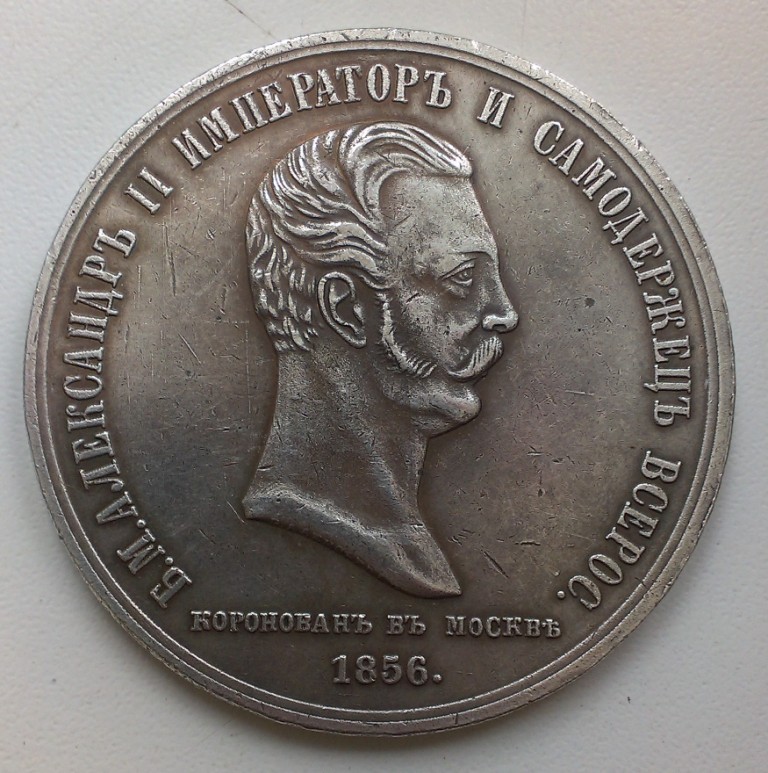 Б.М.АЛЕКСАНДРЪ II ИМПЕРАТОРЪ И САМОДЕРЖЕЦЪ ВСЕРОС.
КОРОНОВАНЪ ВЪ МОСКВѢ
1856.